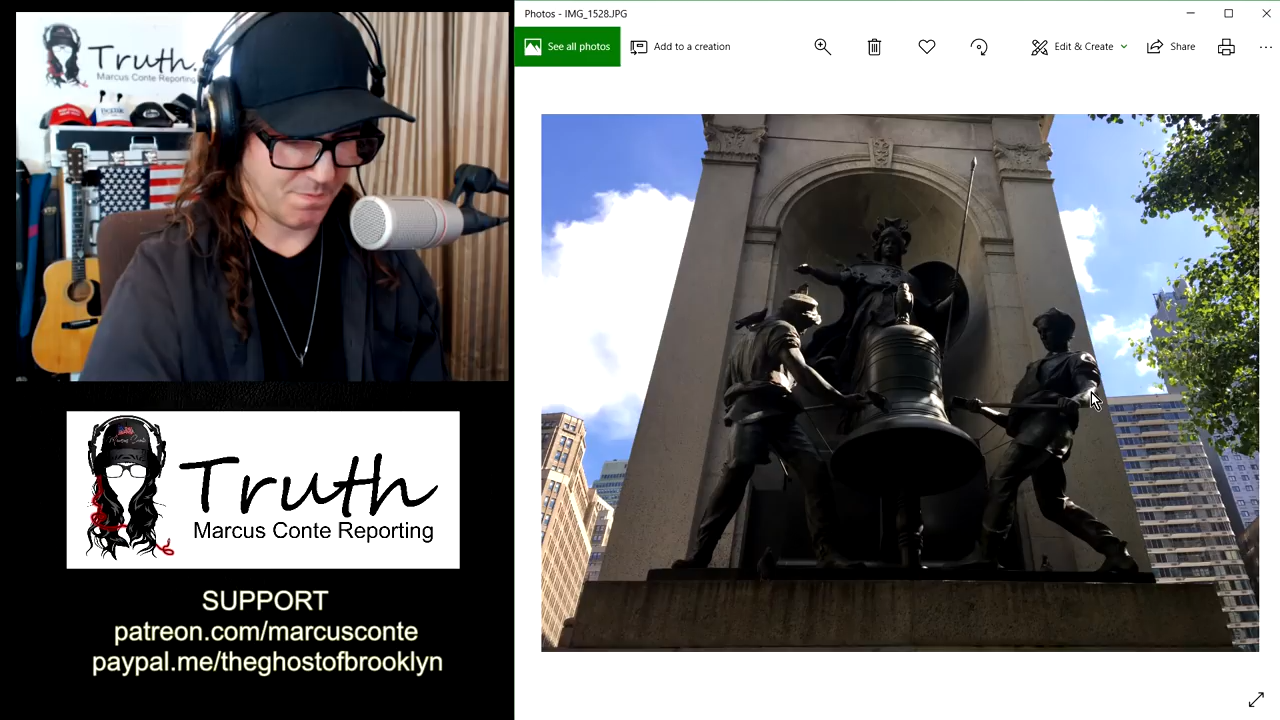 Truth.
Marcus Conte Reporting
Truth
Marcus Conte Reporting
SUPPORT
patreon.com/marcusconte
paypal.me/theghostofbrooklyn
Photos - IMG_1528.JPG
See all photos
Add to a creation
Edit & Create
Share